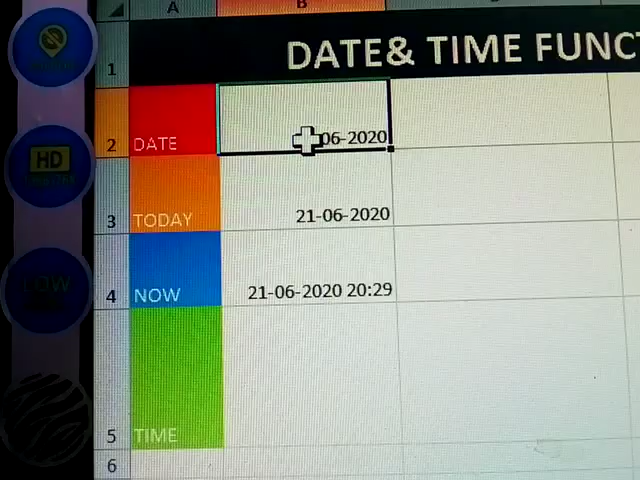 A B
1 DATE& TIME FUNCT
2 DATE 06-2020
3 TODAY 21-06-2020
4 NOW 21-06-2020 20:29
5 TIME
6
HD